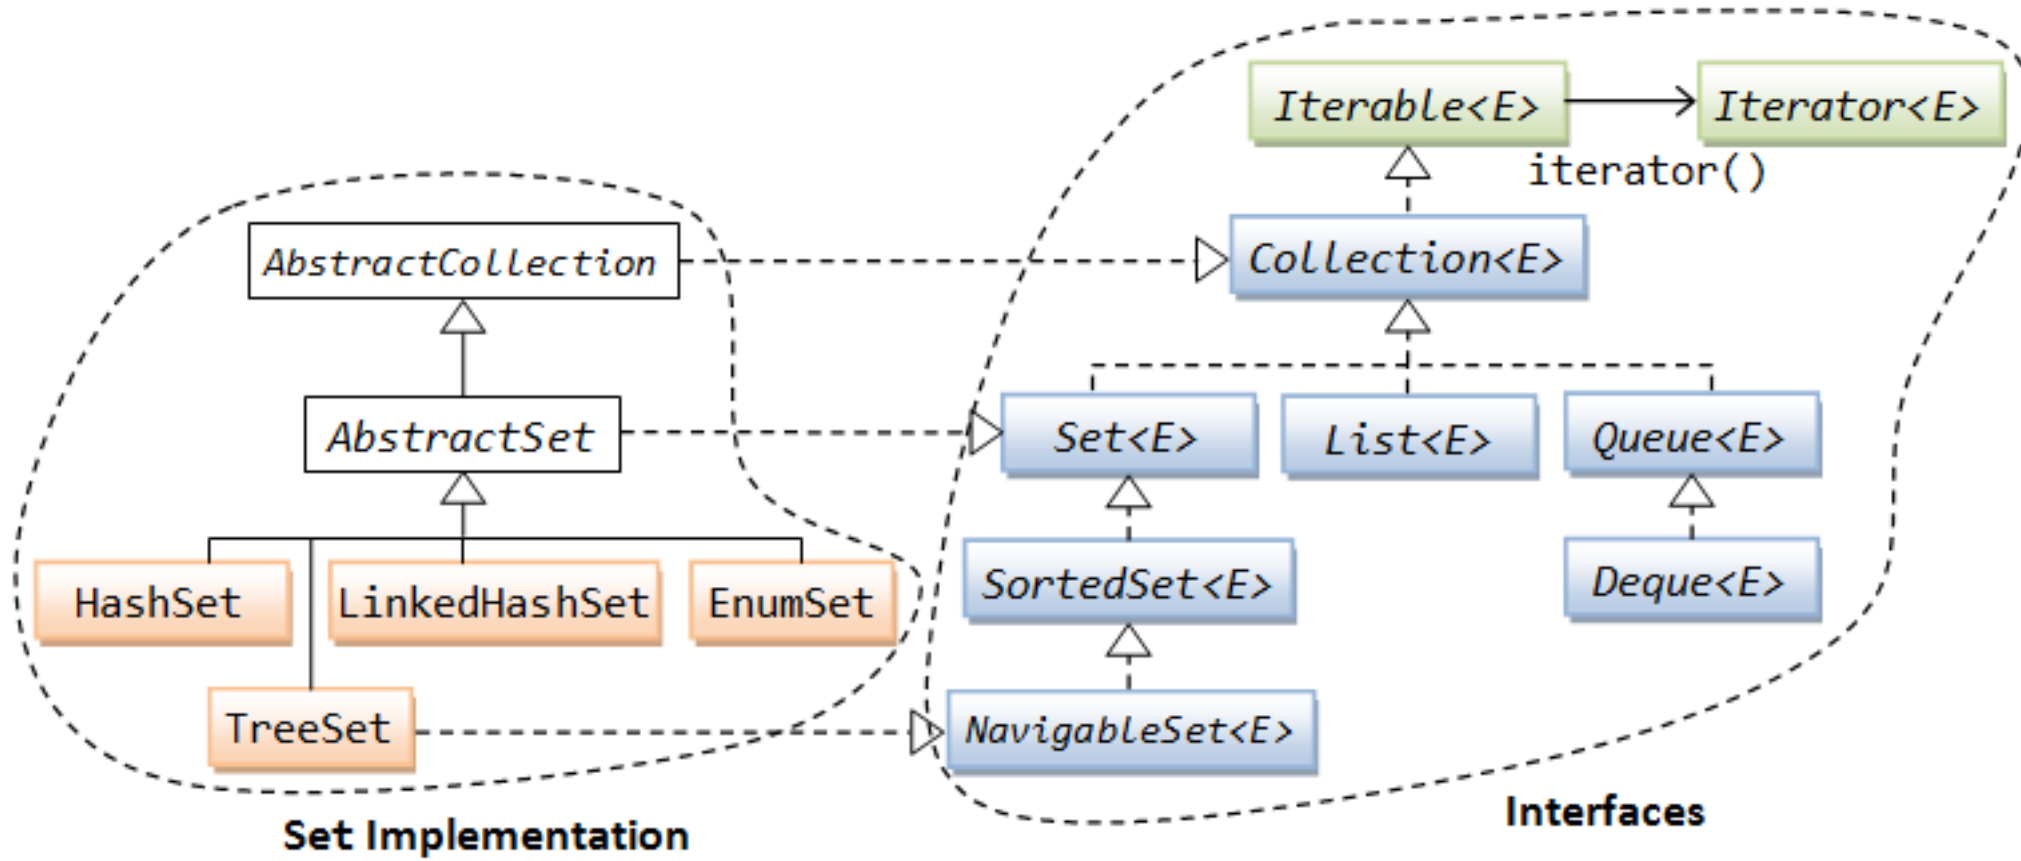 Iterable<E>
Iterator<E>
iterator()
AbstractCollection
Collection<E>
AbstractSet
Set<E>
List<E>
Queue<E>
HashSet
LinkedHashSet
EnumSet
SortedSet<E>
Deque<E>
TreeSet
NavigableSet<E>
Set Implementation
Interfaces